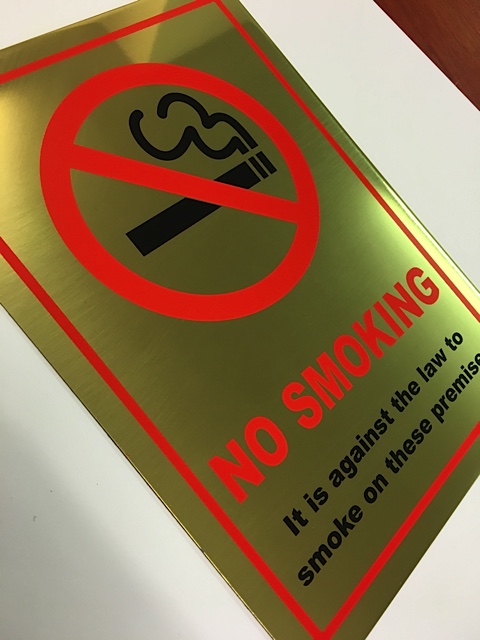 NO SMOKING
It is against the law to
smoke on these premise